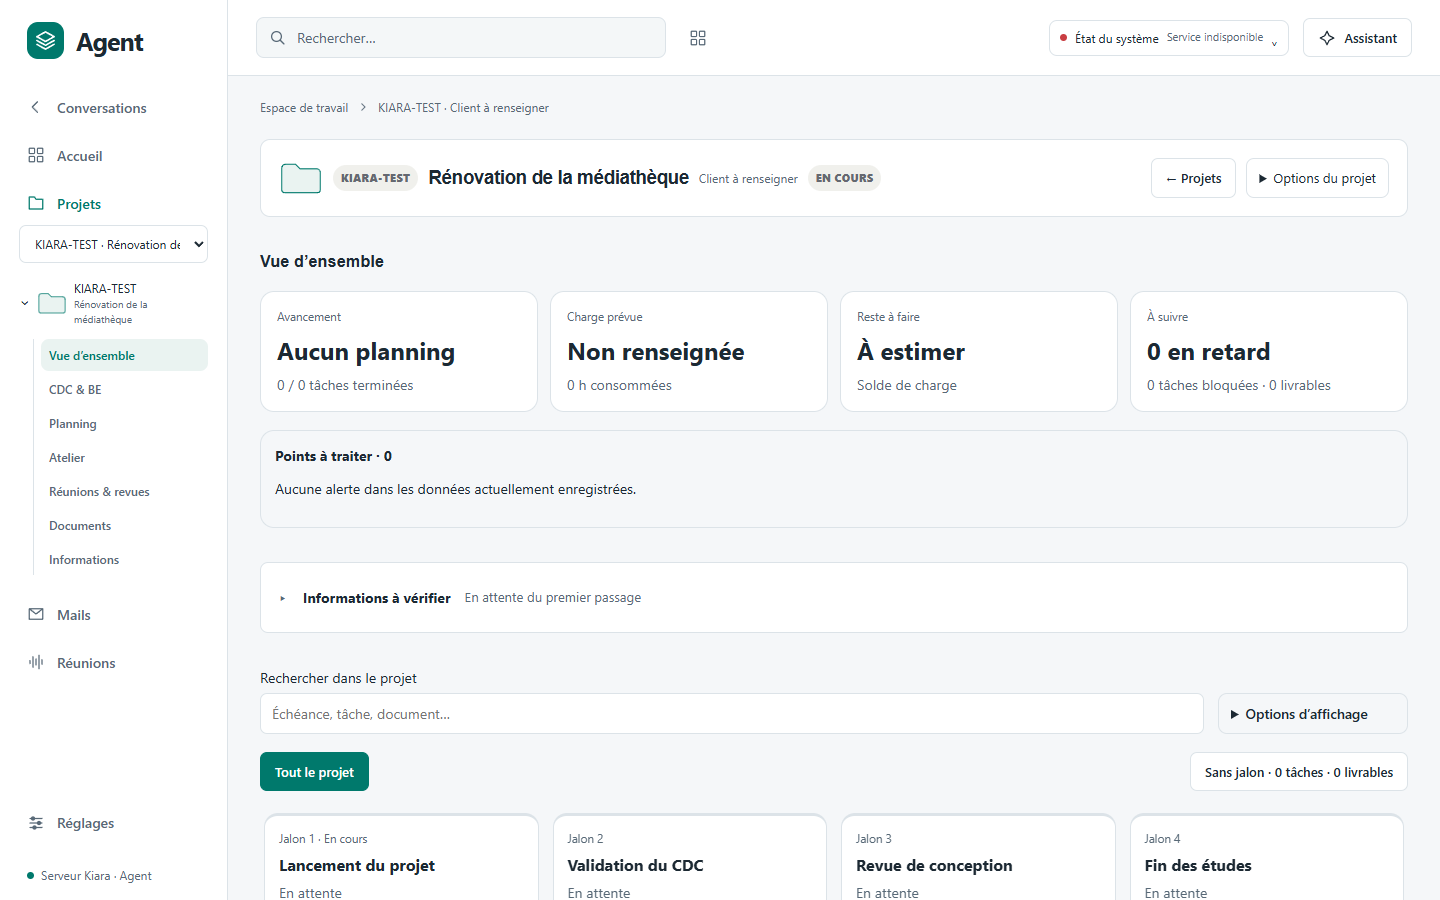 Agent
Rechercher...
État du système Service indisponible
Assistant
Conversations
Accueil
Projets
KIARA-TEST · Rénovation de
KIARA-TEST
Rénovation de la
médiathèque
Vue d’ensemble
CDC & BE
Planning
Atelier
Réunions & revues
Documents
Informations
Mails
Réunions
Réglages
Serveur Kiara · Agent
Espace de travail > KIARA-TEST · Client à renseigner
KIARA-TEST Rénovation de la médiathèque Client à renseigner EN COURS
← Projets
Options du projet
Vue d’ensemble
Avancement
Aucun planning
0 / 0 tâches terminées
Charge prévue
Non renseignée
0 h consommées
Reste à faire
À estimer
Solde de charge
À suivre
0 en retard
0 tâches bloquées · 0 livrables
Points à traiter · 0
Aucune alerte dans les données actuellement enregistrées.
Informations à vérifier En attente du premier passage
Rechercher dans le projet
Échéance, tâche, document...
Options d’affichage
Tout le projet
Sans jalon · 0 tâches · 0 livrables
Jalon 1 · En cours
Lancement du projet
En attente
Jalon 2
Validation du CDC
En attente
Jalon 3
Revue de conception
En attente
Jalon 4
Fin des études
En attente